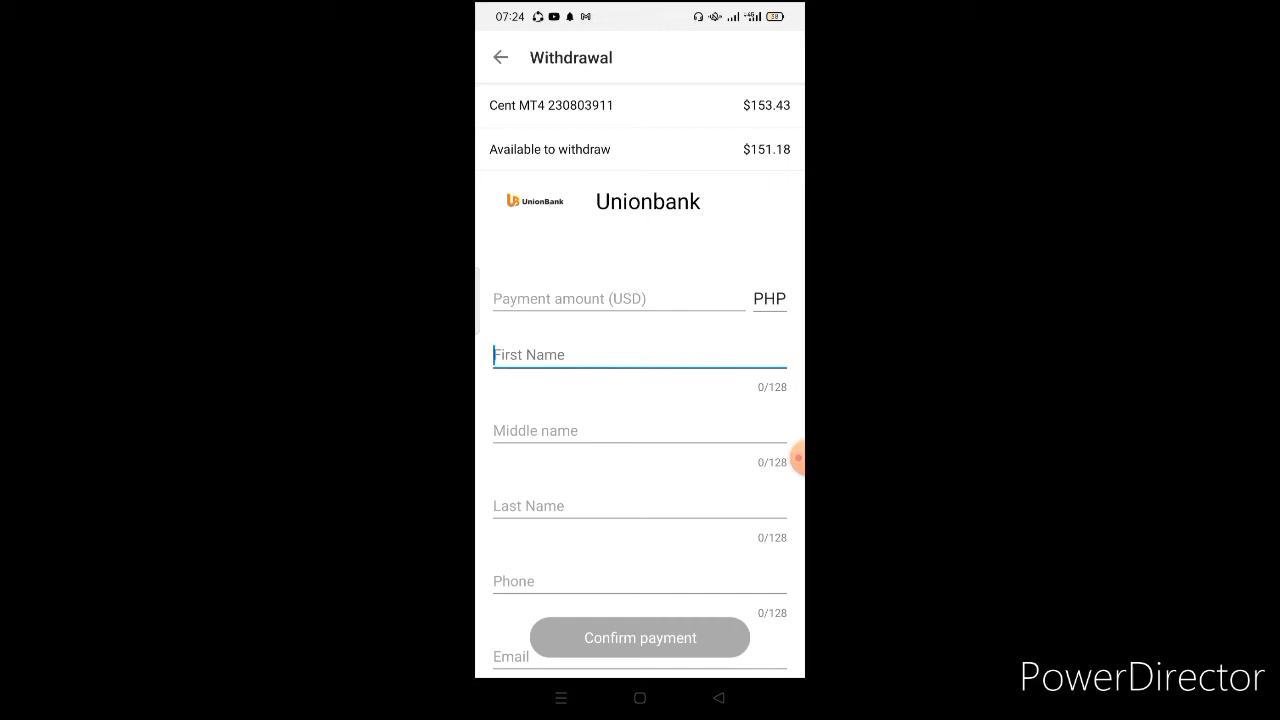 07:24
58
Withdrawal
Cent MT4 230803911 $153.43
Available to withdraw $151.18
UnionBank Unionbank
Payment amount (USD) PHP
First Name
0/128
Middle name
0/128
Last Name
0/128
Phone
0/128
Confirm payment
Email
PowerDirector